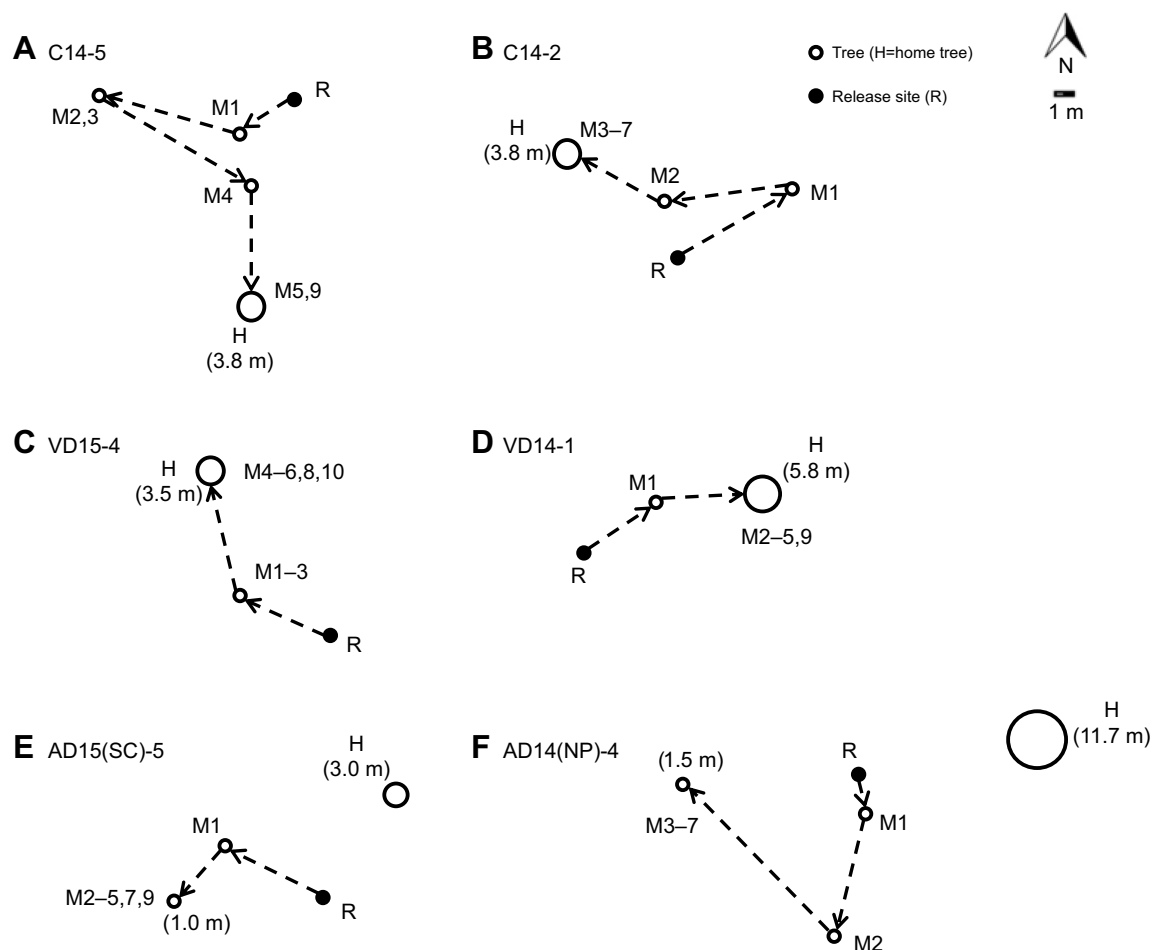 A C14-5
R
M1
M2,3
M4
M5,9
H
(3.8 m)
B C14-2
H
(3.8 m)
M3–7
M2
M1
R
Tree (H=home tree)
Release site (R)
N
1 m
C VD15-4
H
(3.5 m)
M4–6,8,10
M1–3
R
D VD14-1
H
(5.8 m)
M1
M2–5,9
R
E AD15(SC)-5
H
(3.0 m)
M1
M2–5,7,9
(1.0 m)
R
F AD14(NP)-4
H
(11.7 m)
R
(1.5 m)
M3–7
M1
M2